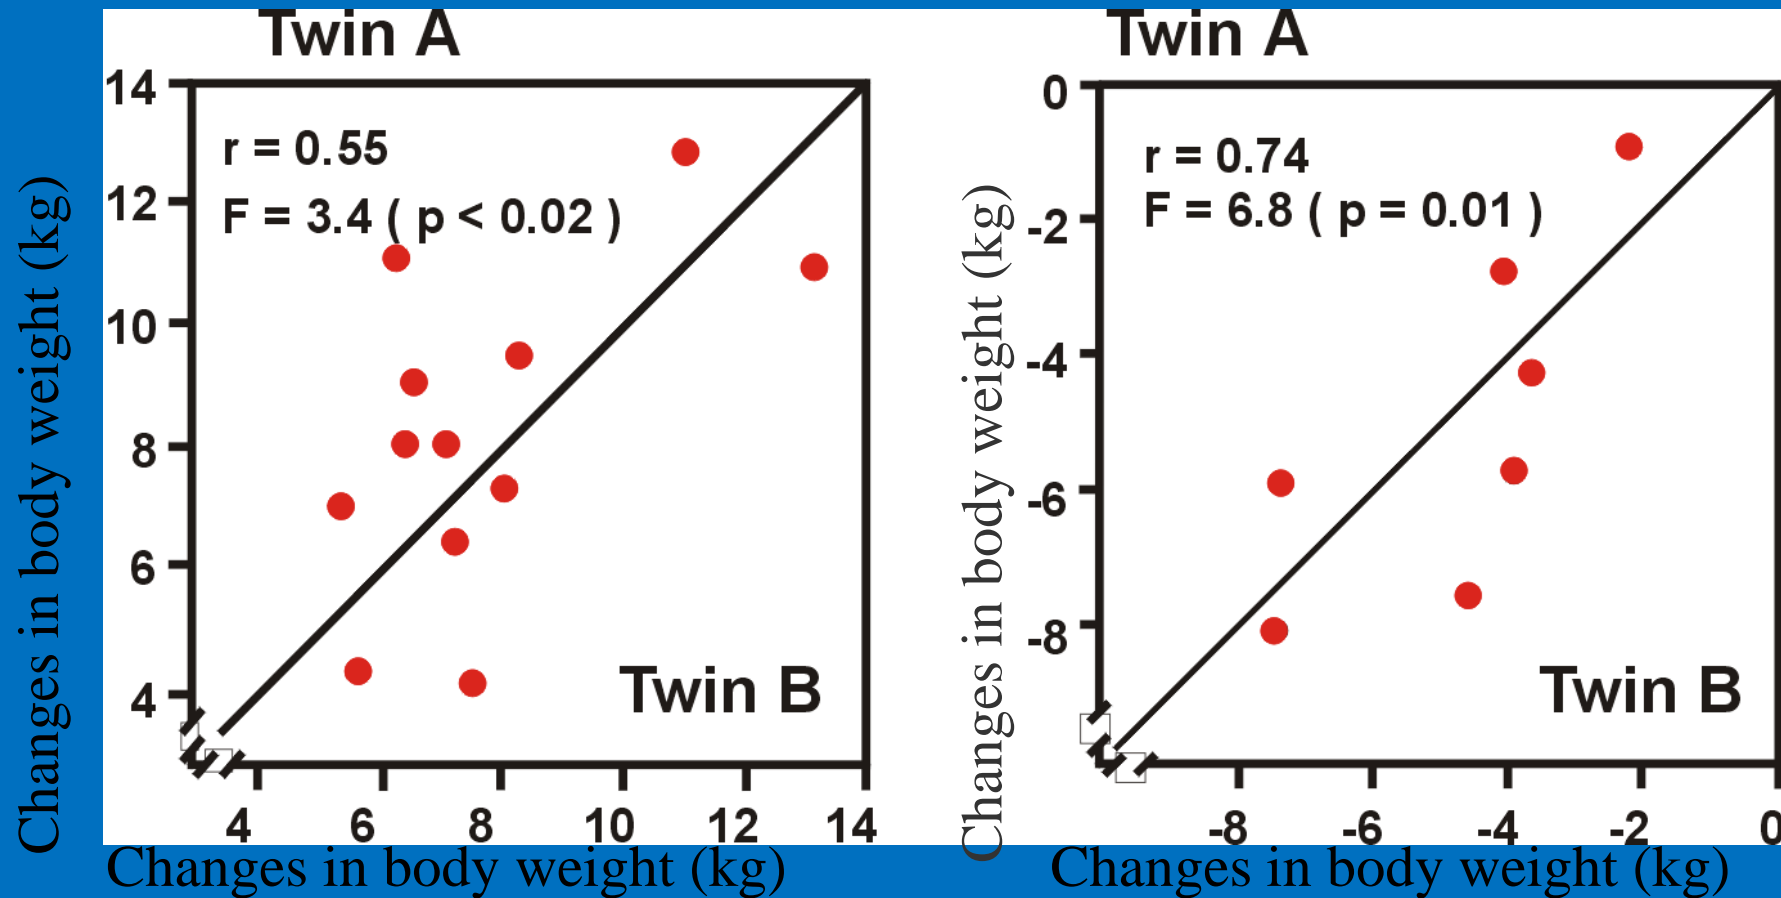 Twin A
14
12
10
8
6
4
r = 0.55
F = 3.4 ( p < 0.02 )
Twin B
4 6 8 10 12 14
Changes in body weight (kg)
Changes in body weight (kg)
Twin A
0
-2
-4
-6
-8
r = 0.74
F = 6.8 ( p = 0.01 )
Twin B
-8 -6 -4 -2 0
Changes in body weight (kg)
Changes in body weight (kg)